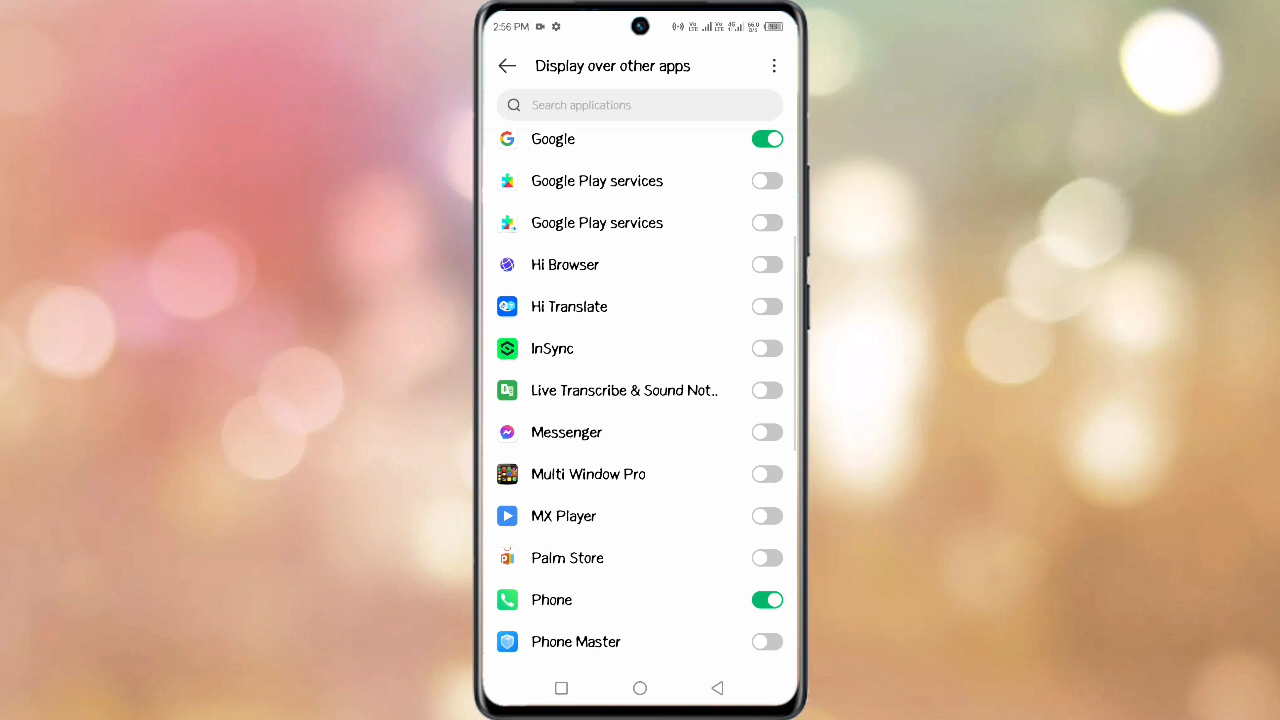 2:56 PM
Display over other apps
Search applications
Google
Google Play services
Google Play services
Hi Browser
Hi Translate
InSync
Live Transcribe & Sound Not..
Messenger
Multi Window Pro
MX Player
Palm Store
Phone
Phone Master